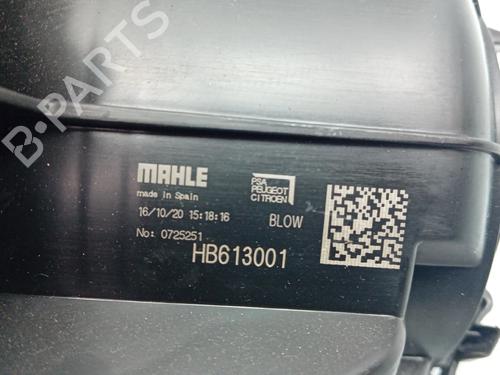 B-PARTS
MAHLE
made in Spain
16/10/20 15:18:16
No: 0725251
PSA
PEUGEOT
CITROEN
BLOW
HB613001